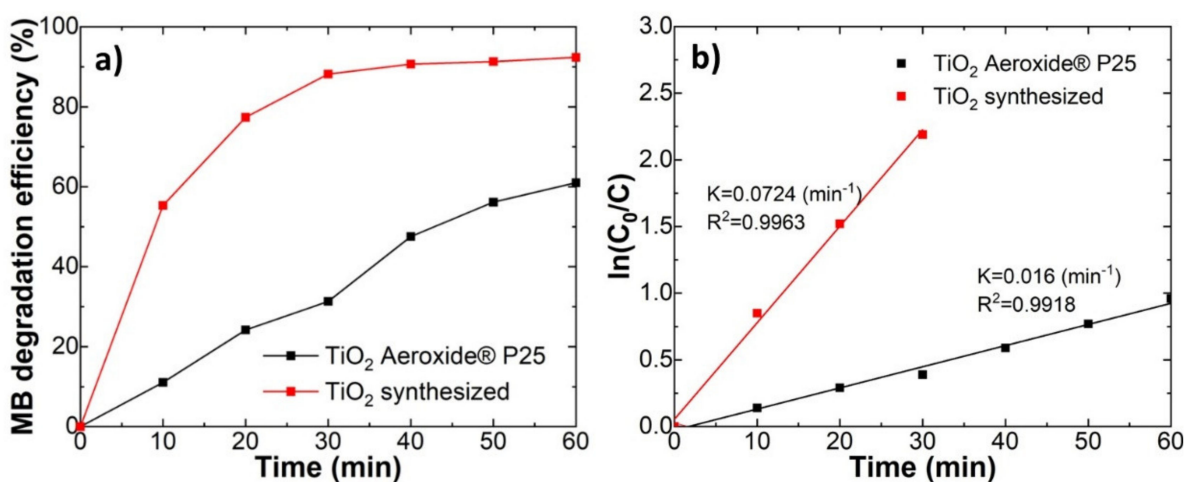 a)
MB degradation efficiency (%)
100
80
60
40
20
0
TiO₂ Aeroxide® P25
TiO₂ synthesized
0 10 20 30 40 50 60
Time (min)
b)
ln(C₀/C)
3.0
2.5
2.0
1.5
1.0
0.5
0.0
TiO₂ Aeroxide® P25
TiO₂ synthesized
K=0.0724 (min⁻¹)
R²=0.9963
K=0.016 (min⁻¹)
R²=0.9918
0 10 20 30 40 50 60
Time (min)